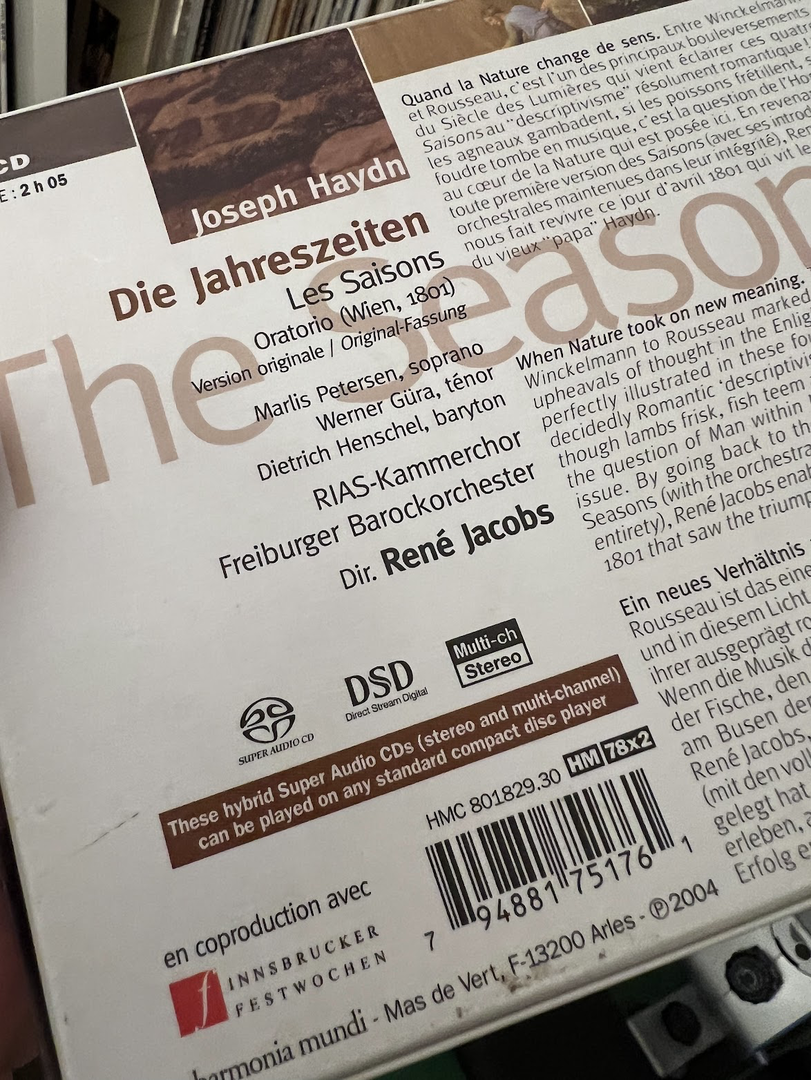 CD
E : 2 h 05
Joseph Haydn
Die Jahreszeiten
Les Saisons
Oratorio (Wien, 1801)
Version originale / Original-Fassung
Marlis Petersen, soprano
Werner Güra, ténor
Dietrich Henschel, baryton
RIAS-Kammerchor
Freiburger Barockorchester
Dir. René Jacobs
The Season
Quand la Nature change de sens. Entre Winckelmann
et Rousseau, c'est l'un des principaux bouleversements
du Siècle des Lumières qui vient éclairer ces quatre
Saisons au "descriptivisme" résolument romantique
les agneaux gambadent, si les poissons frétillent, s
foudre tombe en musique, c'est la question de l'Ho
au cœur de la Nature qui est posée ici. En revena
toute première version des Saisons (avec ses introd
orchestrales maintenues dans leur intégrité), Re
nous fait revivre ce jour d'avril 1801 qui vit le
du vieux "papa" Haydn.
When Nature took on new meaning.
Winckelmann to Rousseau marked
upheavals of thought in the Enlig
perfectly illustrated in these fo
decidedly Romantic 'descriptiv
though lambs frisk, fish teem
the question of Man within
issue. By going back to th
Seasons (with the orchestra
entirety), René Jacobs enab
1801 that saw the triump
Ein neues Verhältnis
Rousseau ist das eine
und in diesem Licht
ihrer ausgeprägt ro
Wenn die Musik d
der Fische, den
am Busen de
René Jacobs,
(mit den voll
gelegt hat
erleben, a
Erfolg e
SUPER AUDIO CD
DSD
Direct Stream Digital
Multi-ch
Stereo
These hybrid Super Audio CDs (stereo and multi-channel)
can be played on any standard compact disc player
HMC 801829.30 HM 78x2
7 94881 75176 1
en coproduction avec
f INNSBRUCKER
FESTWOCHEN
harmonia mundi - Mas de Vert, F-13200 Arles - ℗2004